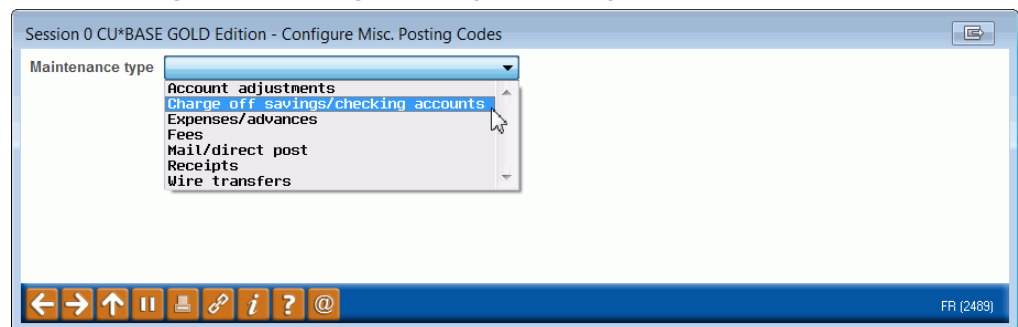 Session 0 CU*BASE GOLD Edition - Configure Misc. Posting Codes
Maintenance type
Account adjustments
Charge off savings/checking accounts
Expenses/advances
Fees
Mail/direct post
Receipts
Wire transfers
i ? @
FR (2489)